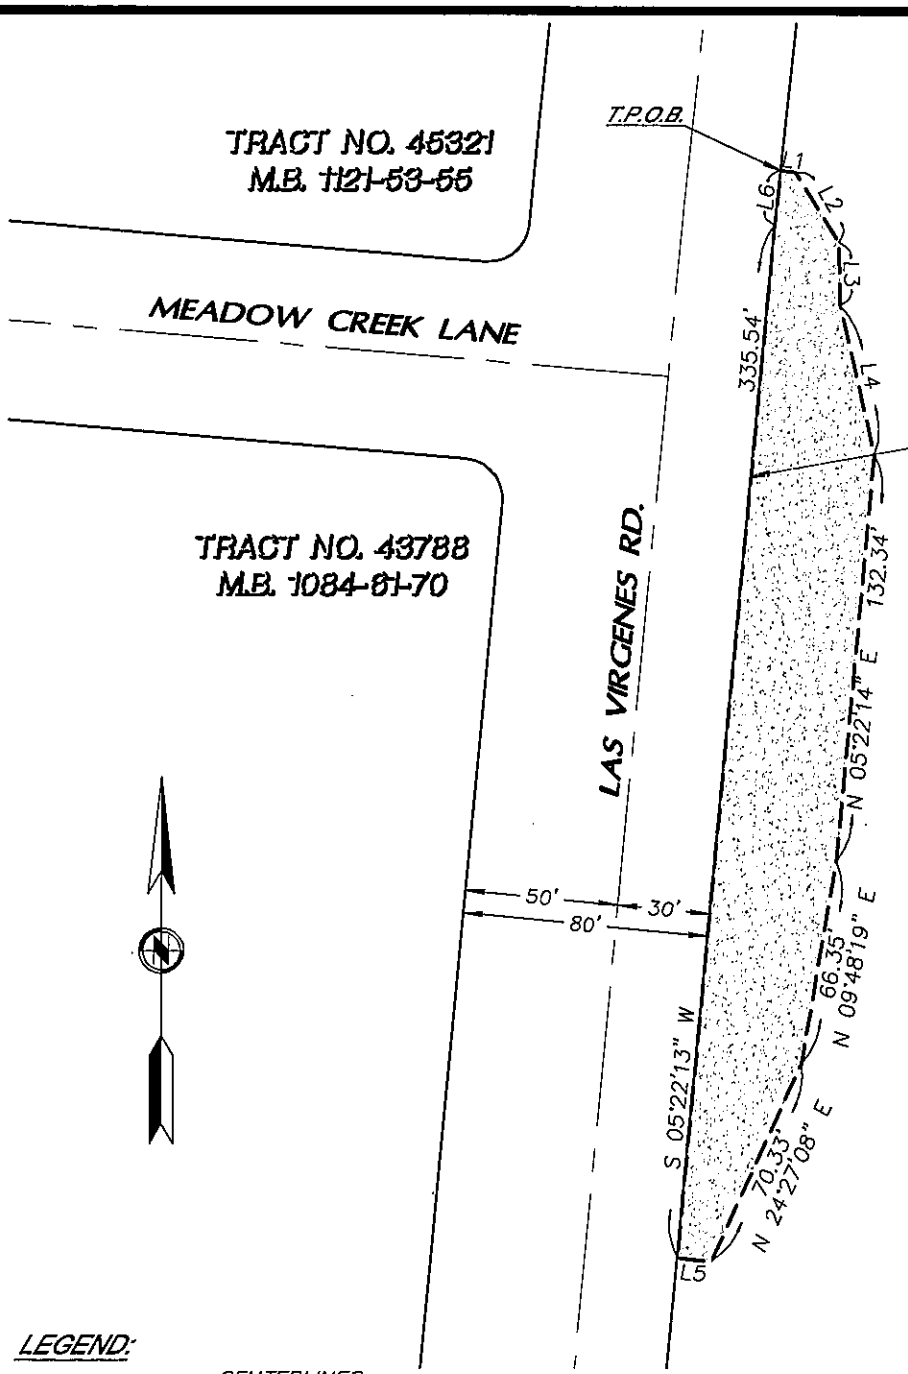 TRACT NO. 45321
M.B. 1121-53-55
T.P.O.B.
L1
L2
L6
L3
MEADOW CREEK LANE
335.54'
L4
TRACT NO. 43788
M.B. 1084-61-70
LAS VIRGENES RD.
N 05°22'14" E 132.34'
50'
30'
80'
66.35'
N 09°48'19" E
S 05°22'13" W
70.33'
N 24°27'08" E
L5
N
LEGEND:
CENTERLINES